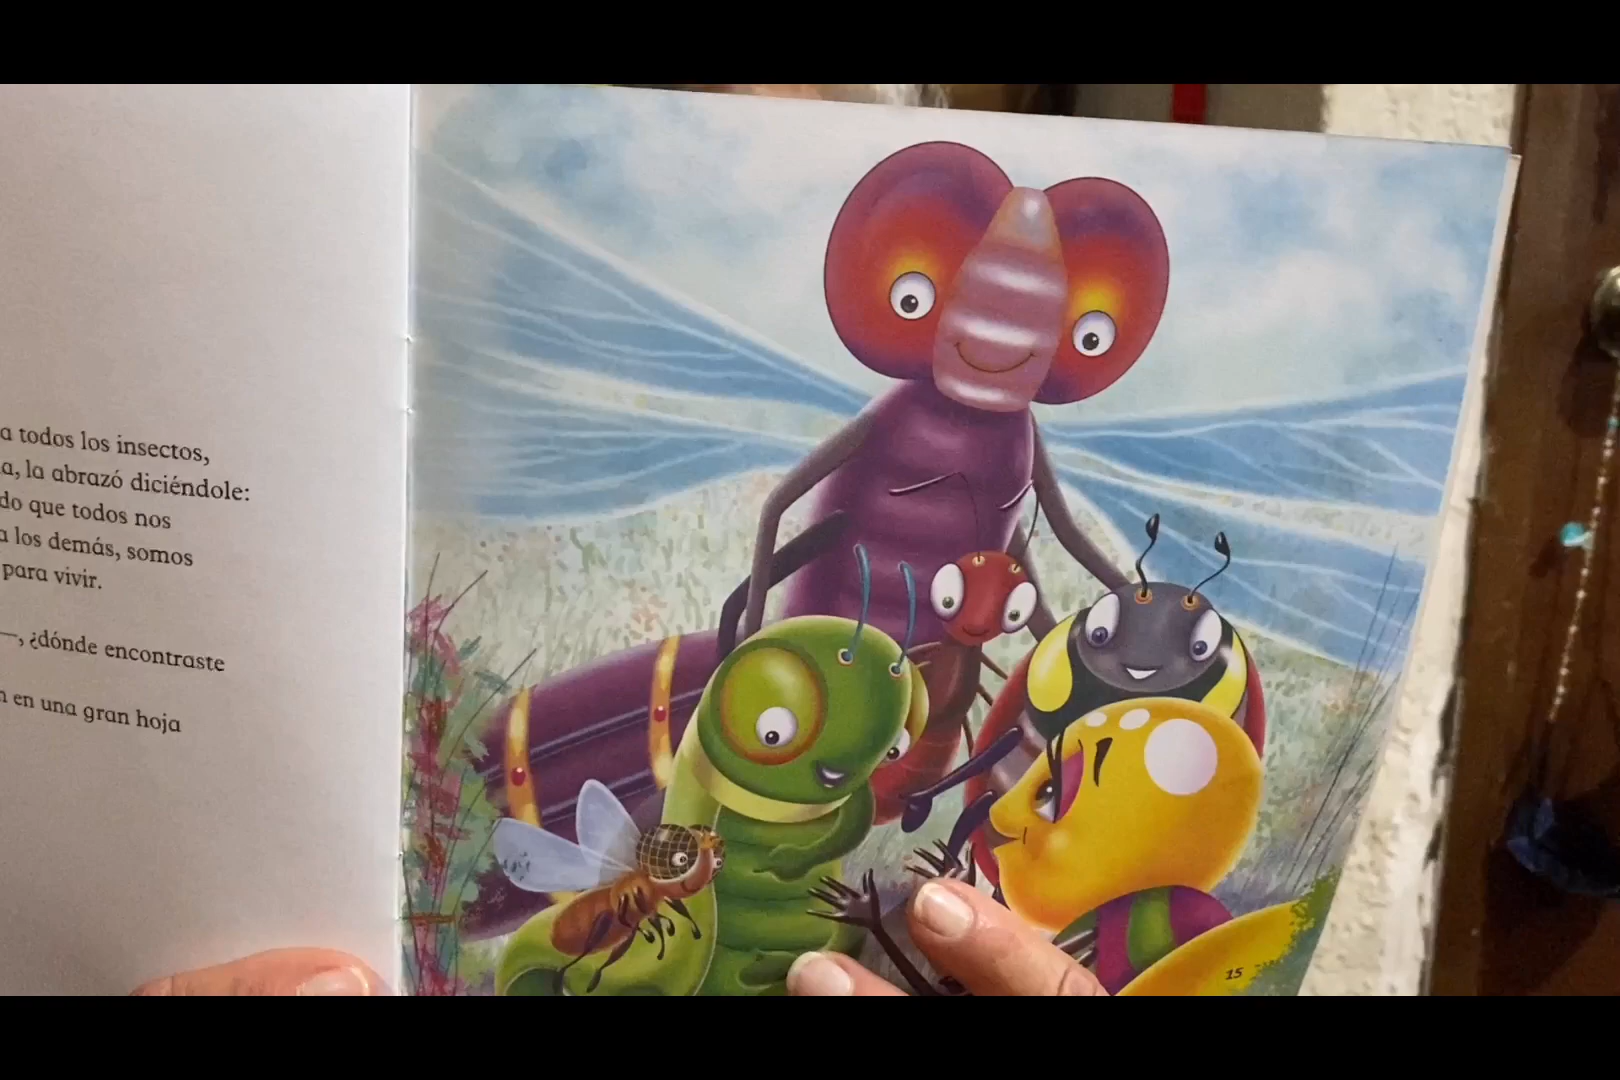 a todos los insectos,
a, la abrazó diciéndole:
do que todos nos
a los demás, somos
para vivir.
—, ¿dónde encontraste
en una gran hoja
15